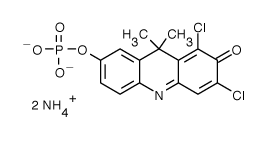 O H₃C CH₃ Cl
⁻O P O O
O⁻
N Cl
2 NH₄⁺